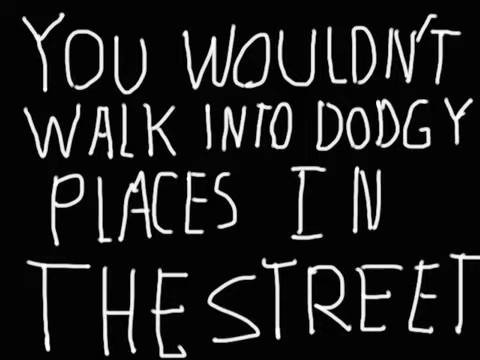 YOU WOULDN'T
WALK INTO DODGY
PLACES IN
THE STREET